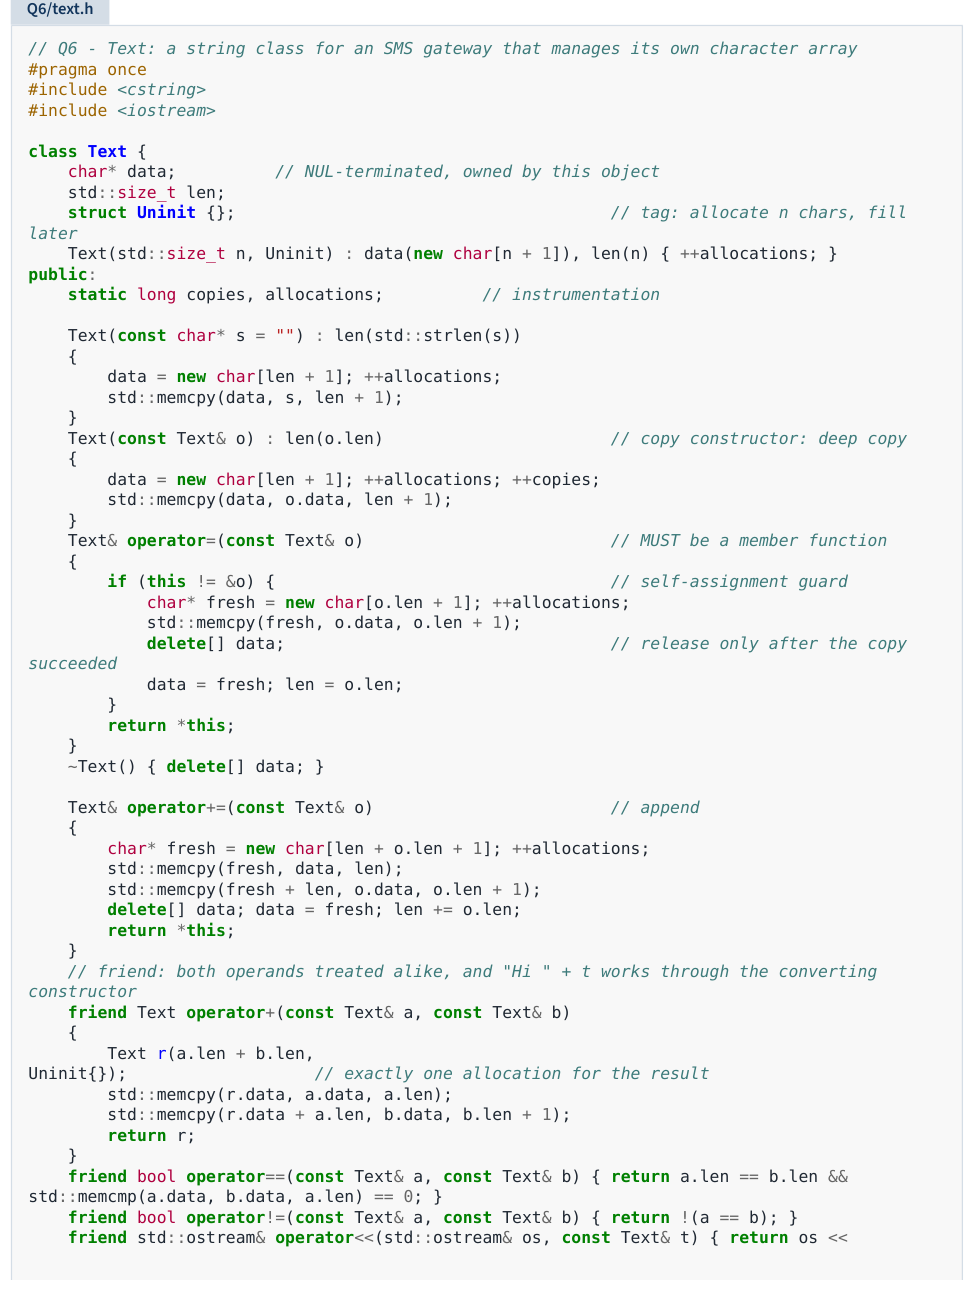 Q6/text.h
// Q6 - Text: a string class for an SMS gateway that manages its own character array
#pragma once
#include <cstring>
#include <iostream>

class Text {
    char* data;          // NUL-terminated, owned by this object
    std::size_t len;
    struct Uninit {};                                      // tag: allocate n chars, fill
later
    Text(std::size_t n, Uninit) : data(new char[n + 1]), len(n) { ++allocations; }
public:
    static long copies, allocations;          // instrumentation

    Text(const char* s = "") : len(std::strlen(s))
    {
        data = new char[len + 1]; ++allocations;
        std::memcpy(data, s, len + 1);
    }
    Text(const Text& o) : len(o.len)                       // copy constructor: deep copy
    {
        data = new char[len + 1]; ++allocations; ++copies;
        std::memcpy(data, o.data, len + 1);
    }
    Text& operator=(const Text& o)                         // MUST be a member function
    {
        if (this != &o) {                                  // self-assignment guard
            char* fresh = new char[o.len + 1]; ++allocations;
            std::memcpy(fresh, o.data, o.len + 1);
            delete[] data;                                 // release only after the copy
succeeded
            data = fresh; len = o.len;
        }
        return *this;
    }
    ~Text() { delete[] data; }

    Text& operator+=(const Text& o)                        // append
    {
        char* fresh = new char[len + o.len + 1]; ++allocations;
        std::memcpy(fresh, data, len);
        std::memcpy(fresh + len, o.data, o.len + 1);
        delete[] data; data = fresh; len += o.len;
        return *this;
    }
    // friend: both operands treated alike, and "Hi " + t works through the converting
constructor
    friend Text operator+(const Text& a, const Text& b)
    {
        Text r(a.len + b.len,
Uninit{});                   // exactly one allocation for the result
        std::memcpy(r.data, a.data, a.len);
        std::memcpy(r.data + a.len, b.data, b.len + 1);
        return r;
    }
    friend bool operator==(const Text& a, const Text& b) { return a.len == b.len &&
std::memcmp(a.data, b.data, a.len) == 0; }
    friend bool operator!=(const Text& a, const Text& b) { return !(a == b); }
    friend std::ostream& operator<<(std::ostream& os, const Text& t) { return os <<